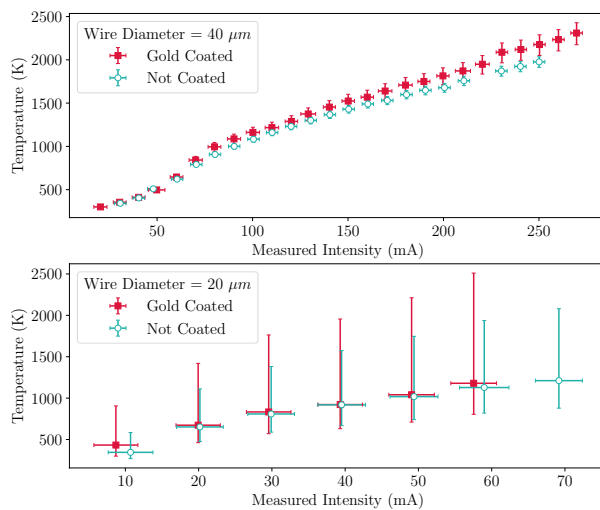 2500
2000
1500
1000
500
Temperature (K)
Wire Diameter = 40 μm
Gold Coated
Not Coated
50 100 150 200 250
Measured Intensity (mA)
2500
2000
1500
1000
500
Temperature (K)
Wire Diameter = 20 μm
Gold Coated
Not Coated
10 20 30 40 50 60 70
Measured Intensity (mA)